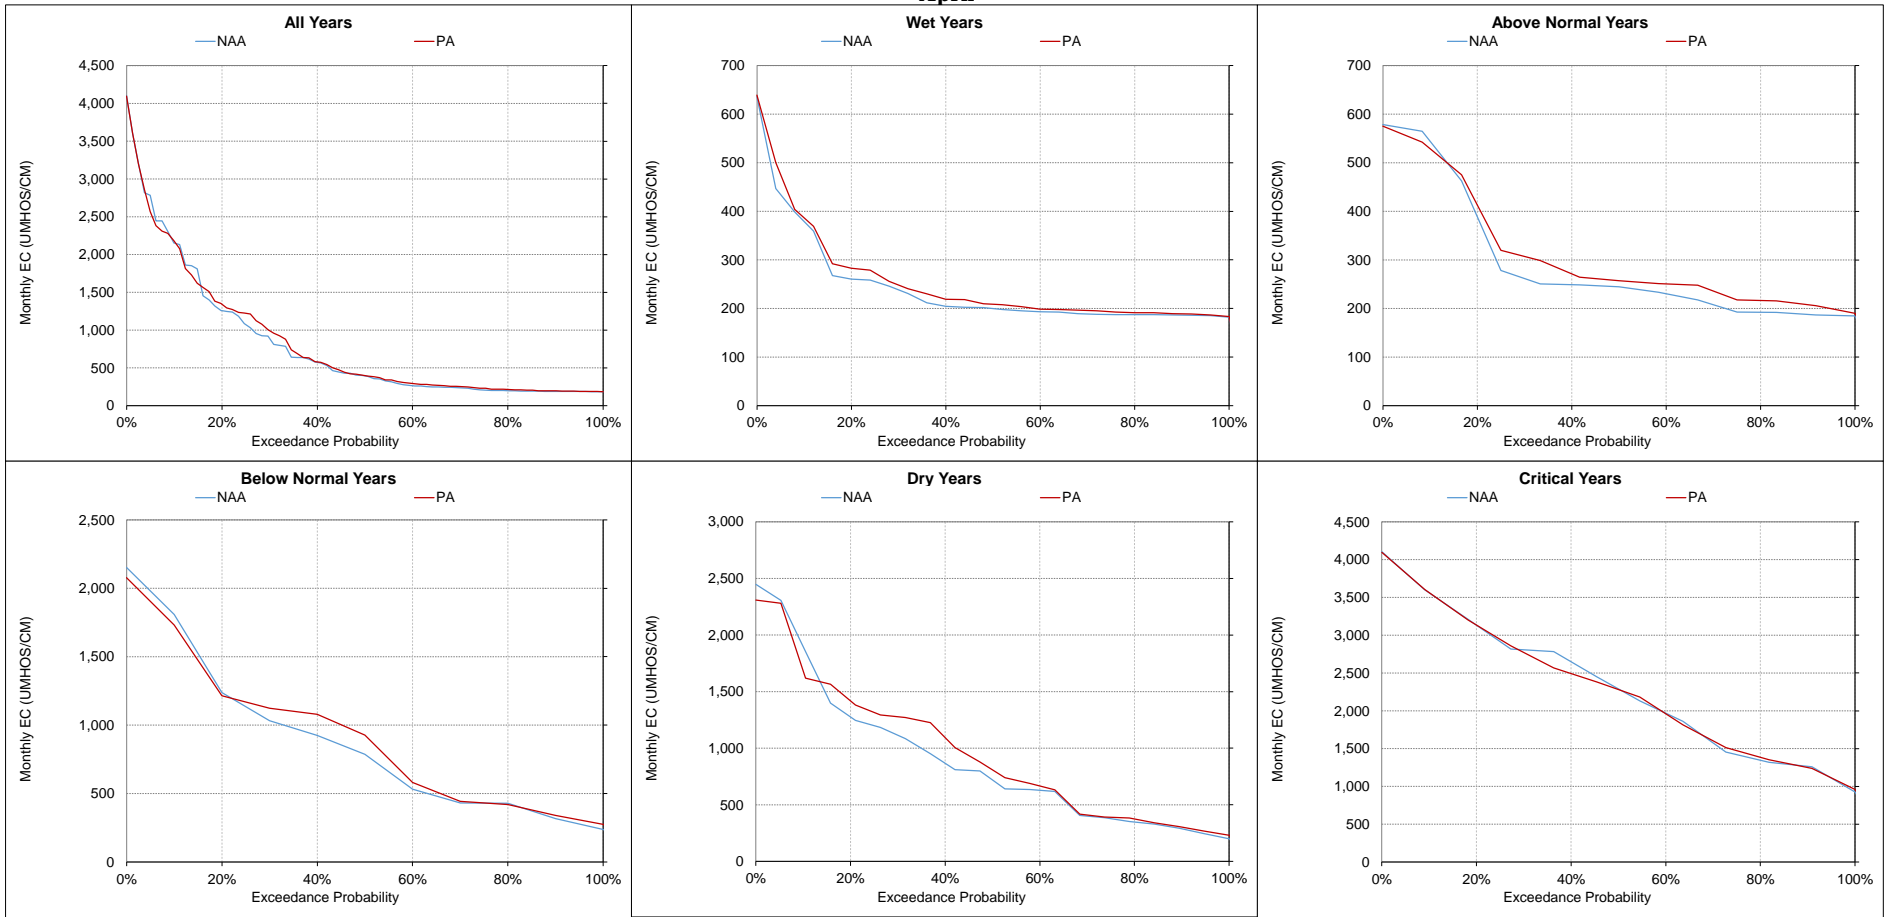 All Years
NAA PA
4,500
4,000
3,500
3,000
2,500
2,000
1,500
1,000
500
0
Monthly EC (UMHOS/CM)
0% 20% 40% 60% 80% 100%
Exceedance Probability
Wet Years
NAA PA
700
600
500
400
300
200
100
0
Monthly EC (UMHOS/CM)
0% 20% 40% 60% 80% 100%
Exceedance Probability
Above Normal Years
NAA PA
700
600
500
400
300
200
100
0
Monthly EC (UMHOS/CM)
0% 20% 40% 60% 80% 100%
Exceedance Probability
Below Normal Years
NAA PA
2,500
2,000
1,500
1,000
500
0
Monthly EC (UMHOS/CM)
0% 20% 40% 60% 80% 100%
Exceedance Probability
Dry Years
NAA PA
3,000
2,500
2,000
1,500
1,000
500
0
Monthly EC (UMHOS/CM)
0% 20% 40% 60% 80% 100%
Exceedance Probability
Critical Years
NAA PA
4,500
4,000
3,500
3,000
2,500
2,000
1,500
1,000
500
0
Monthly EC (UMHOS/CM)
0% 20% 40% 60% 80% 100%
Exceedance Probability